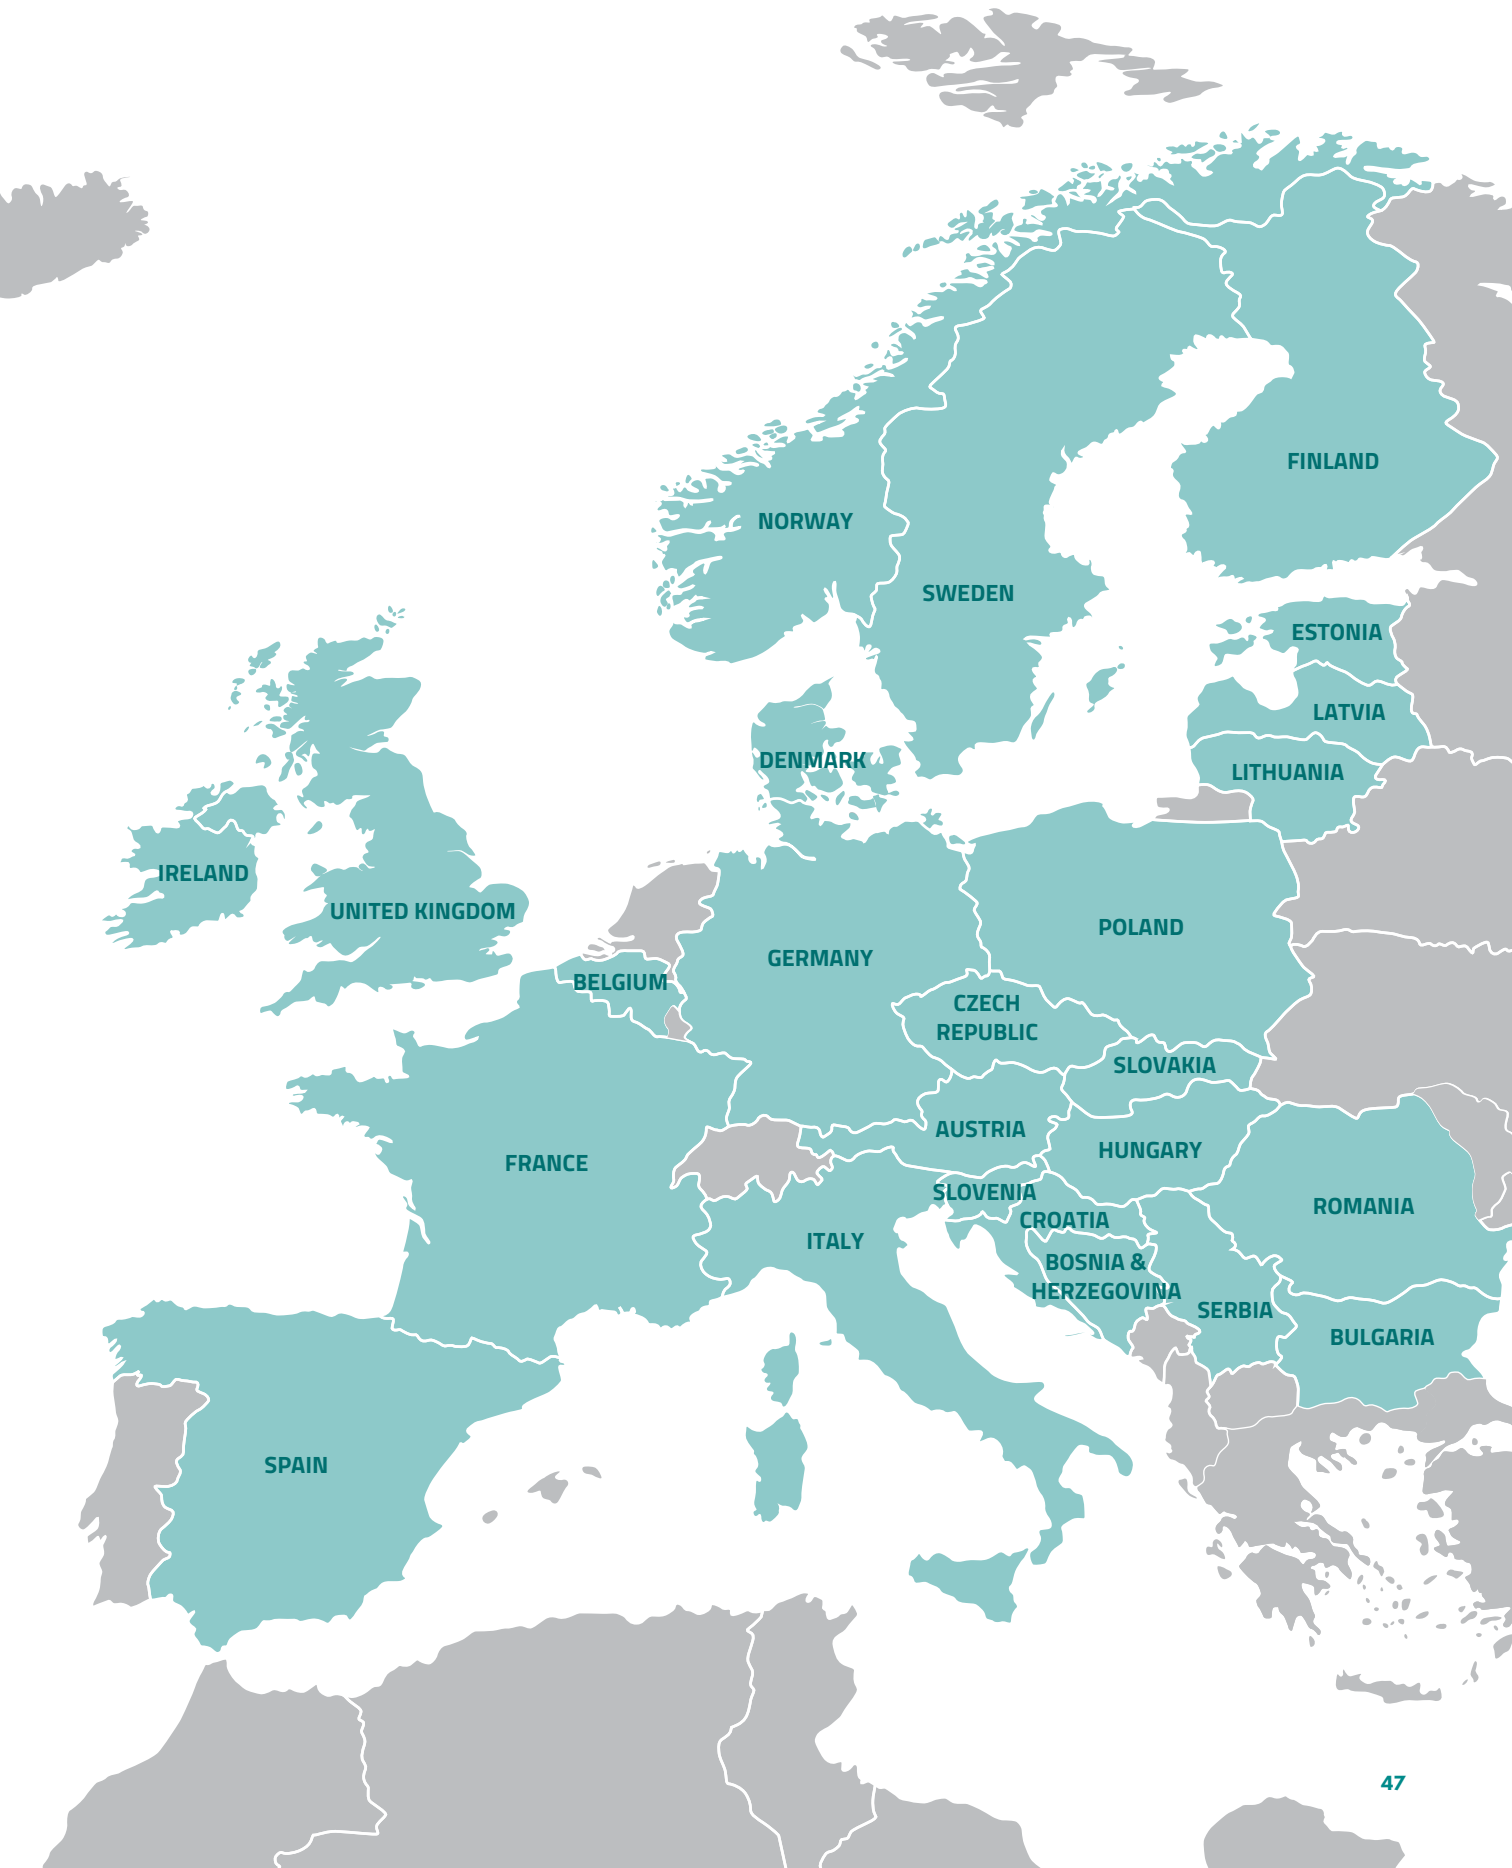 FINLAND
NORWAY
SWEDEN
ESTONIA
LATVIA
DENMARK
LITHUANIA
IRELAND
UNITED KINGDOM
POLAND
GERMANY
BELGIUM
CZECH
REPUBLIC
SLOVAKIA
AUSTRIA
HUNGARY
FRANCE
SLOVENIA
ROMANIA
CROATIA
ITALY
BOSNIA &
HERZEGOVINA
SERBIA
BULGARIA
SPAIN
47